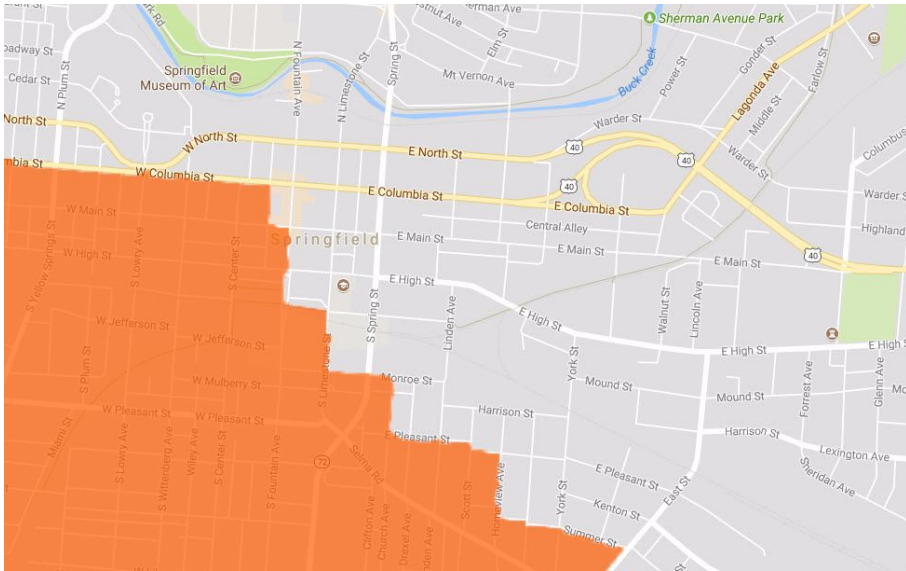 Sherman Ave
Sherman Avenue Park
Elm St
Spring St
N Limestone St
N Fountain Ave
N Plum St
Cedar St
Springfield
Museum of Art
Mt Vernon Ave
Buck Creek
Power St
Gonder St
Lagonda Ave
Middle St
Farlow St
Warder St
North St
W North St
E North St
40
40
Warder St
Columbus
W Columbia St
E Columbia St
40
E Columbia St
Warder S
W Main St
Central Alley
Highland
Springfield
E Main St
E Main St
E Main St
40
W High St
S Yellow Springs St
S Lowry Ave
S Center St
E High St
E High St
S Spring St
Linden Ave
Walnut St
Lincoln Ave
W Jefferson St
W Jefferson St
S Limestone St
E High St
E High S
S Plum St
York St
Mound St
Mound St
Forrest Ave
Glenn Ave
W Mulberry St
Monroe St
Harrison St
W Pleasant St
W Pleasant St
E Pleasant St
Harrison St
Lexington Ave
Sheridan Ave
Miami St
S Lowry Ave
S Wittenberg Ave
Wiley Ave
S Center St
S Fountain Ave
72
Selma Rd
Clifton Ave
Church Ave
Drexel Ave
Scott St
Homeview Ave
York St
E Pleasant St
East St
Kenton St
Summer St